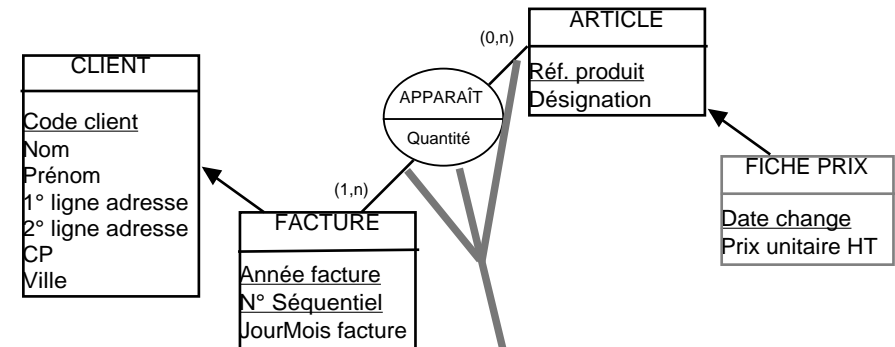 ARTICLE
(0,n)
Réf. produit
Désignation
CLIENT
Code client
Nom
Prénom
1° ligne adresse
2° ligne adresse
CP
Ville
APPARAÎT
Quantité
(1,n)
FACTURE
Année facture
N° Séquentiel
JourMois facture
FICHE PRIX
Date change
Prix unitaire HT